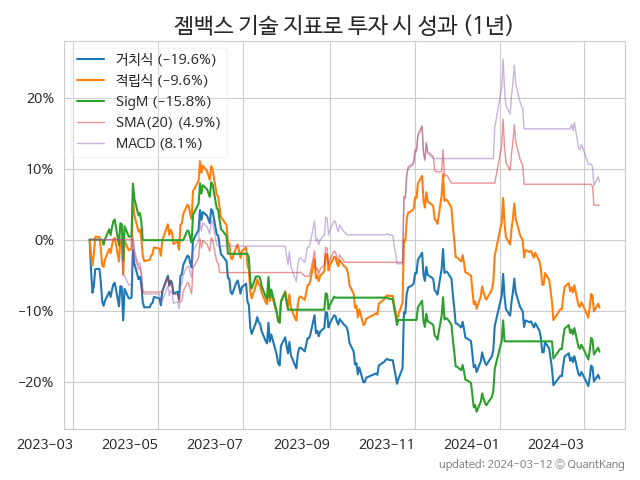 젬백스 기술 지표로 투자 시 성과 (1년)
거치식 (-19.6%)
적립식 (-9.6%)
SigM (-15.8%)
SMA(20) (4.9%)
MACD (8.1%)
20%
10%
0%
-10%
-20%
2023-03 2023-05 2023-07 2023-09 2023-11 2024-01 2024-03
updated: 2024-03-12 © QuantKang